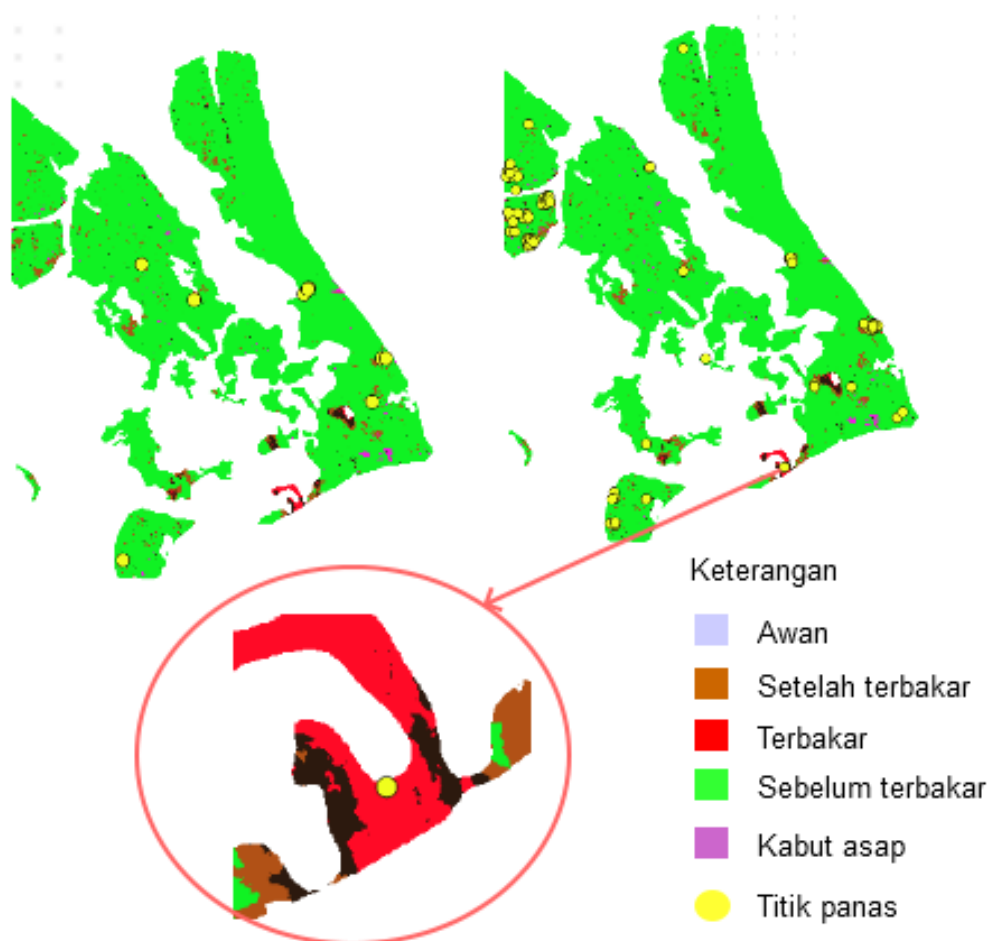 Keterangan
Awan
Setelah terbakar
Terbakar
Sebelum terbakar
Kabut asap
Titik panas